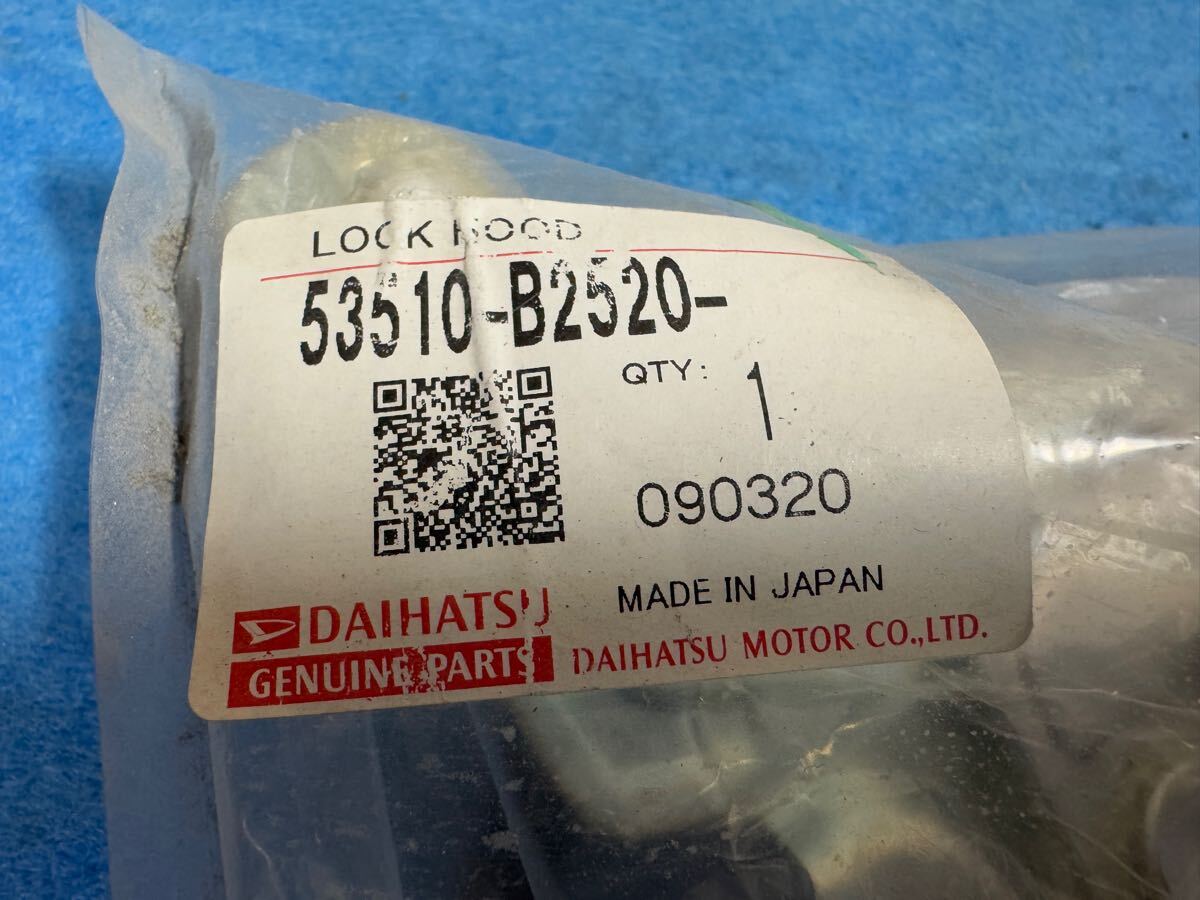 LOCK HOOD
53510-B2520-
QTY: 1
090320
MADE IN JAPAN
DAIHATSU
GENUINE PARTS
DAIHATSU MOTOR CO.,LTD.